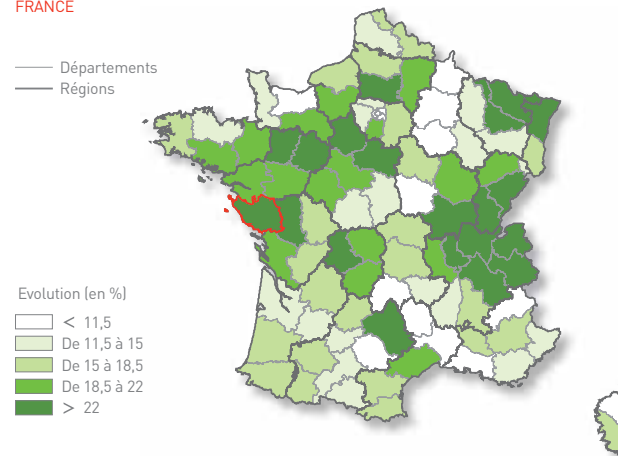 FRANCE
Départements
Régions
Evolution (en %)
< 11,5
De 11,5 à 15
De 15 à 18,5
De 18,5 à 22
> 22